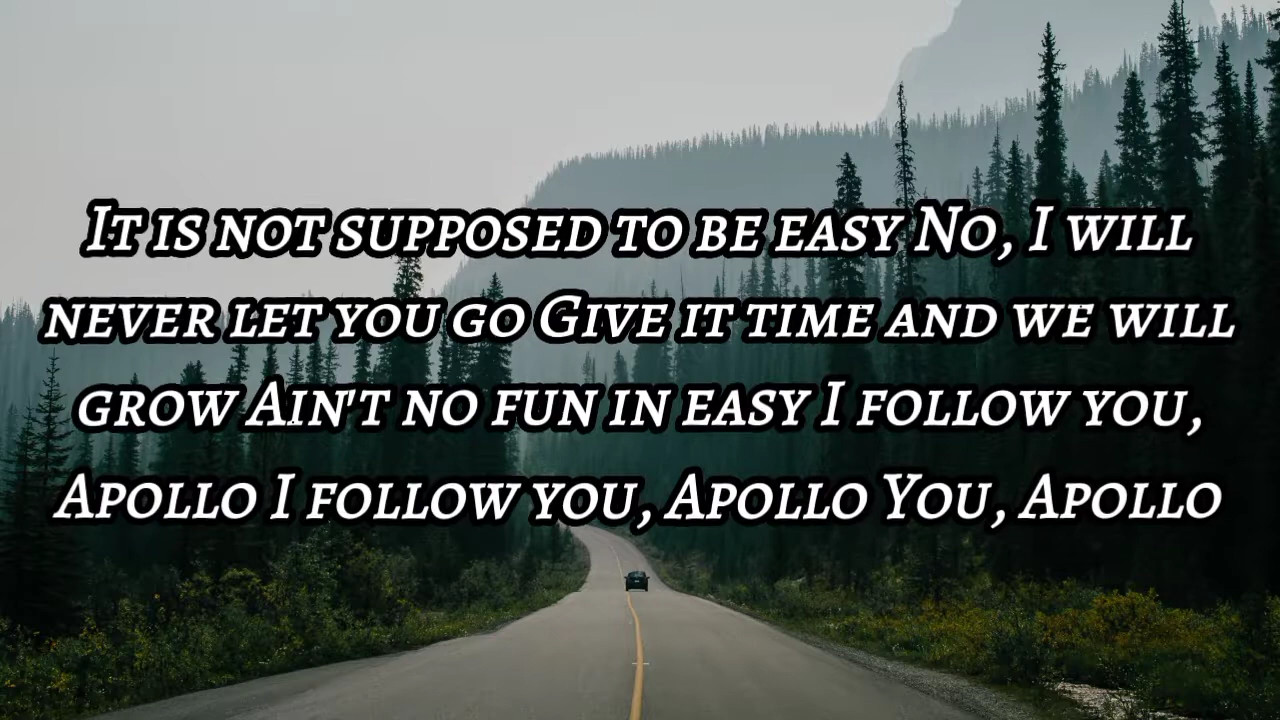 It is not supposed to be easy No, I will
never let you go Give it time and we will
grow Ain't no fun in easy I follow you,
Apollo I follow you, Apollo You, Apollo